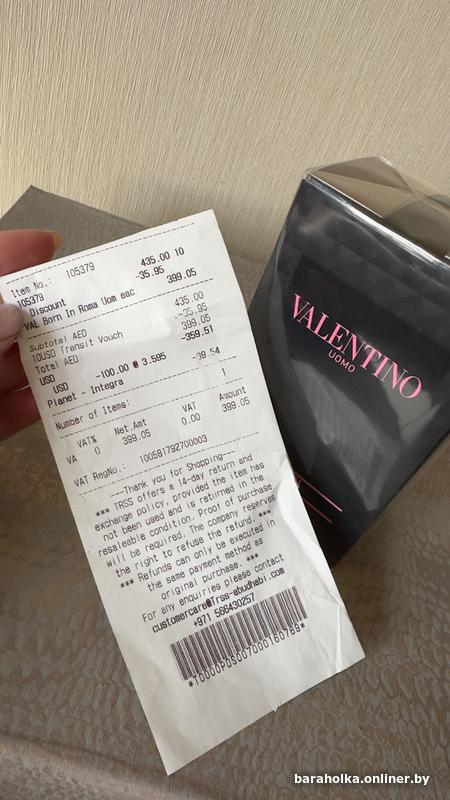 Item No.: 105379
105379 435.00 10
Discount -35.95
VAL Born In Roma Uom eac 399.05
Subtotal AED 435.00
10USD Transit Vouch -35.95
Total AED 399.05
USD -359.51
USD -100.00 @ 3.595
Planet - Integra -39.54
Number of Items: 1
VAT% Net.Amt VAT Amount
VA 0 399.05 0.00 399.05
VAT RegNo.: 100581792700003
----Thank you for Shopping----
*** TRSS offers a 14-day return and
exchange policy, provided the item has
not been used and is returned in the
resaleable condition. Proof of purchase
will be required. The company reserves
the right to refuse the refund. ***
*** Refunds can only be executed in
the same payment method as
original purchase. ***
For any enquiries please contact
customercare@Trss-abudhabi.com
+971 566430257
*T0000P0S007000160769*
VALENTINO
UOMO
baraholka.onliner.by